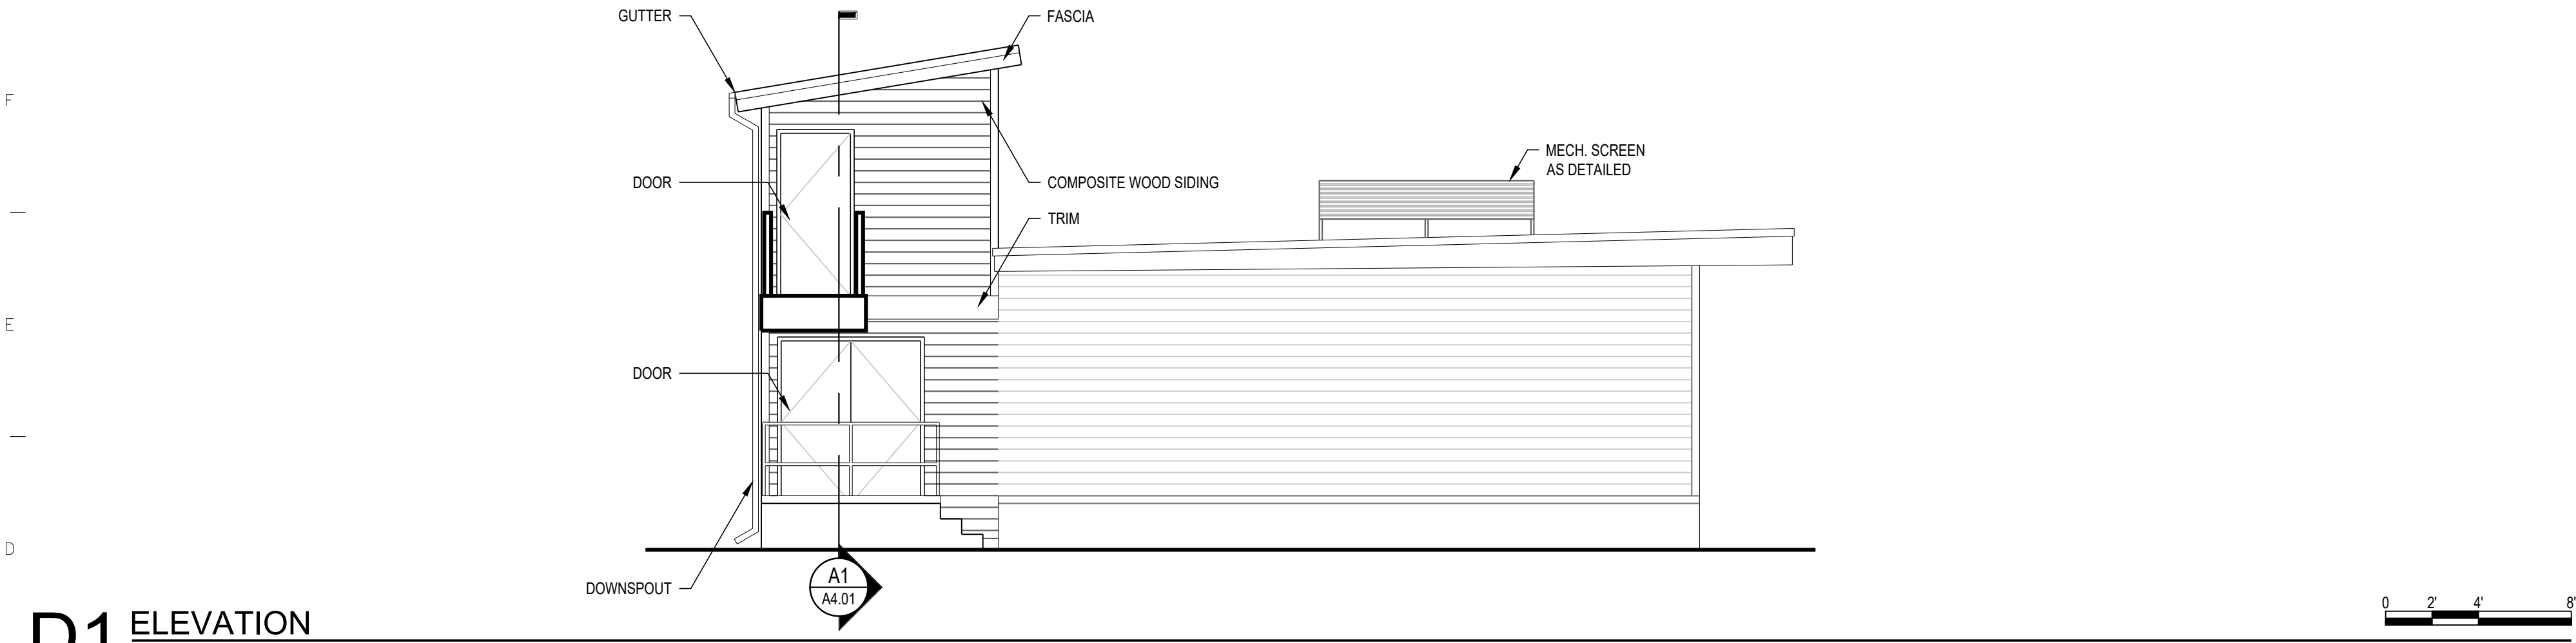 GUTTER
FASCIA
F
MECH. SCREEN
AS DETAILED
DOOR
COMPOSITE WOOD SIDING
TRIM
E
DOOR
D
A1
A4.01
DOWNSPOUT
D1
ELEVATION
0 2' 4' 8'